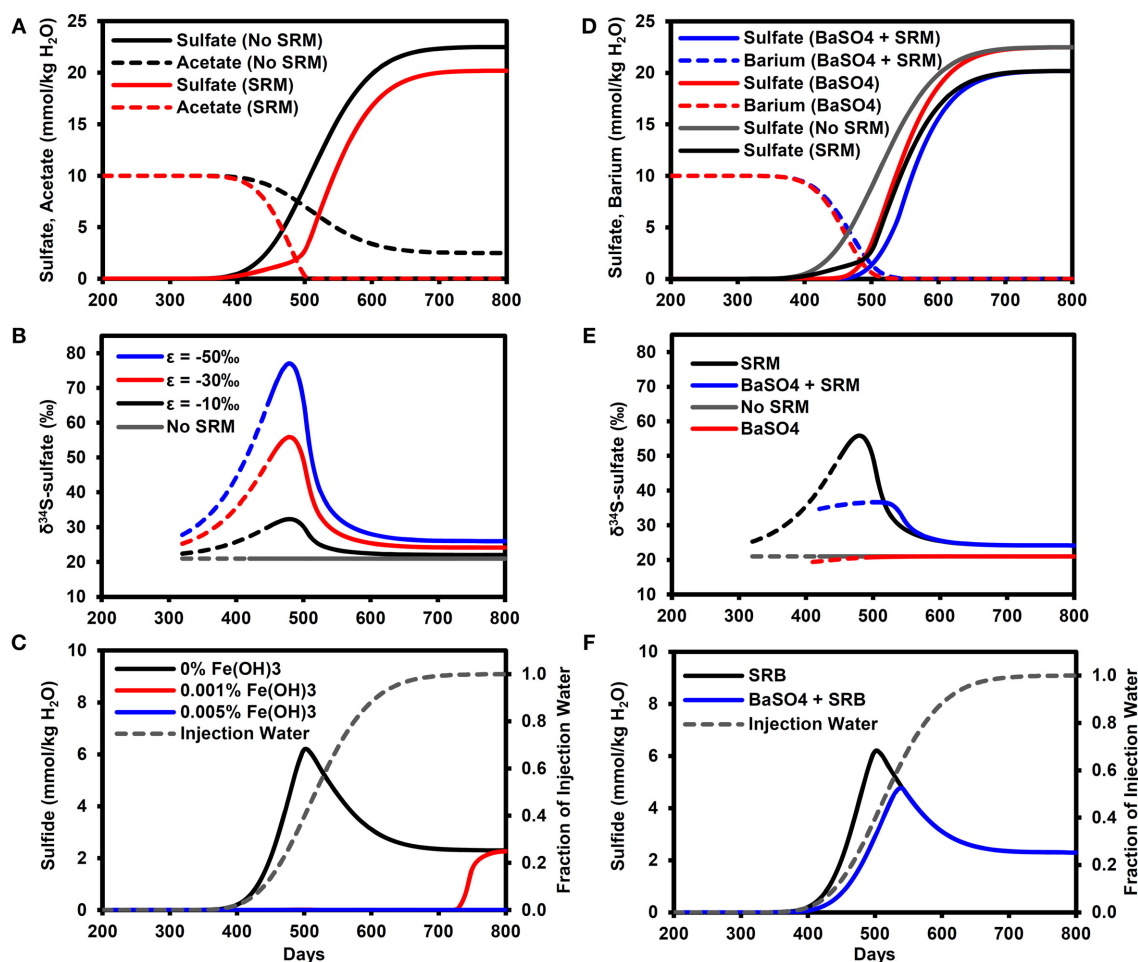 A
25
20
15
10
5
0
Sulfate, Acetate (mmol/kg H₂O)
Sulfate (No SRM)
Acetate (No SRM)
Sulfate (SRM)
Acetate (SRM)
200 300 400 500 600 700 800
D
25
20
15
10
5
0
Sulfate, Barium (mmol/kg H₂O)
Sulfate (BaSO4 + SRM)
Barium (BaSO4 + SRM)
Sulfate (BaSO4)
Barium (BaSO4)
Sulfate (No SRM)
Sulfate (SRM)
200 300 400 500 600 700 800
B
80
70
60
50
40
30
20
10
δ³⁴S-sulfate (‰)
ε = -50‰
ε = -30‰
ε = -10‰
No SRM
200 300 400 500 600 700 800
E
80
70
60
50
40
30
20
10
δ³⁴S-sulfate (‰)
SRM
BaSO4 + SRM
No SRM
BaSO4
200 300 400 500 600 700 800
C
10
8
6
4
2
0
Sulfide (mmol/kg H₂O)
0% Fe(OH)3
0.001% Fe(OH)3
0.005% Fe(OH)3
Injection Water
1.0
0.8
0.6
0.4
0.2
0.0
Fraction of Injection Water
200 300 400 500 600 700 800
Days
F
10
8
6
4
2
0
Sulfide (mmol/kg H₂O)
SRB
BaSO4 + SRB
Injection Water
1.0
0.8
0.6
0.4
0.2
0.0
Fraction of Injection Water
200 300 400 500 600 700 800
Days